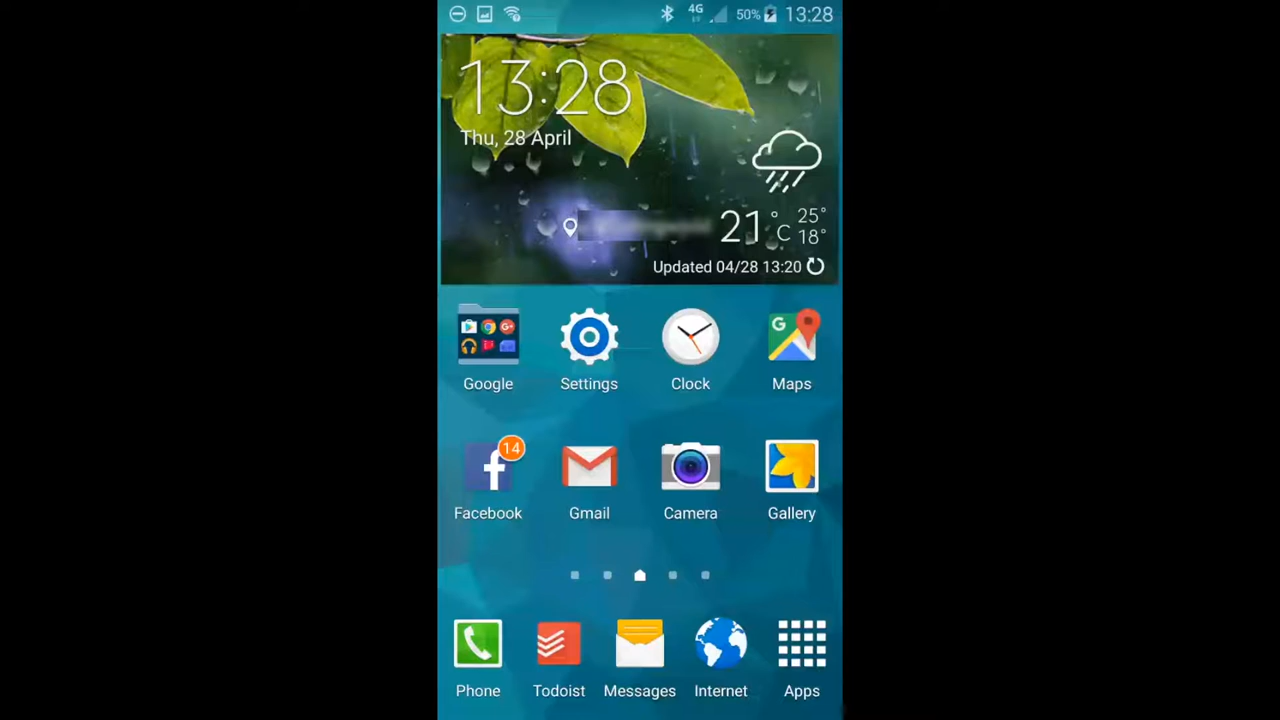 4G 50% 13:28
13:28
Thu, 28 April
21°C 25°
18°
Updated 04/28 13:20
Google Settings Clock Maps
14
Facebook Gmail Camera Gallery
Phone Todoist Messages Internet Apps